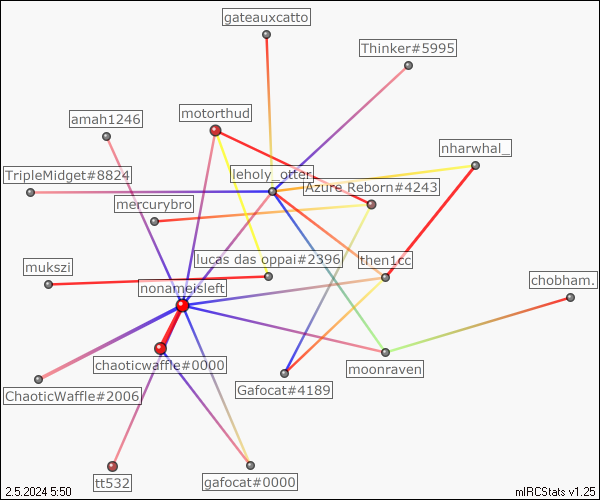 gateauxcatto
Thinker#5995
motorthud
amah1246
nharwhal_
leholy_otter
TripleMidget#8824
Azure Reborn#4243
mercurybro
lucas das oppai#2396
then1cc
mukszi
chobham.
nonameisleft
chaoticwaffle#0000
moonraven
ChaoticWaffle#2006
Gafocat#4189
tt532
gafocat#0000
2.5.2024 5:50
mIRCStats v1.25